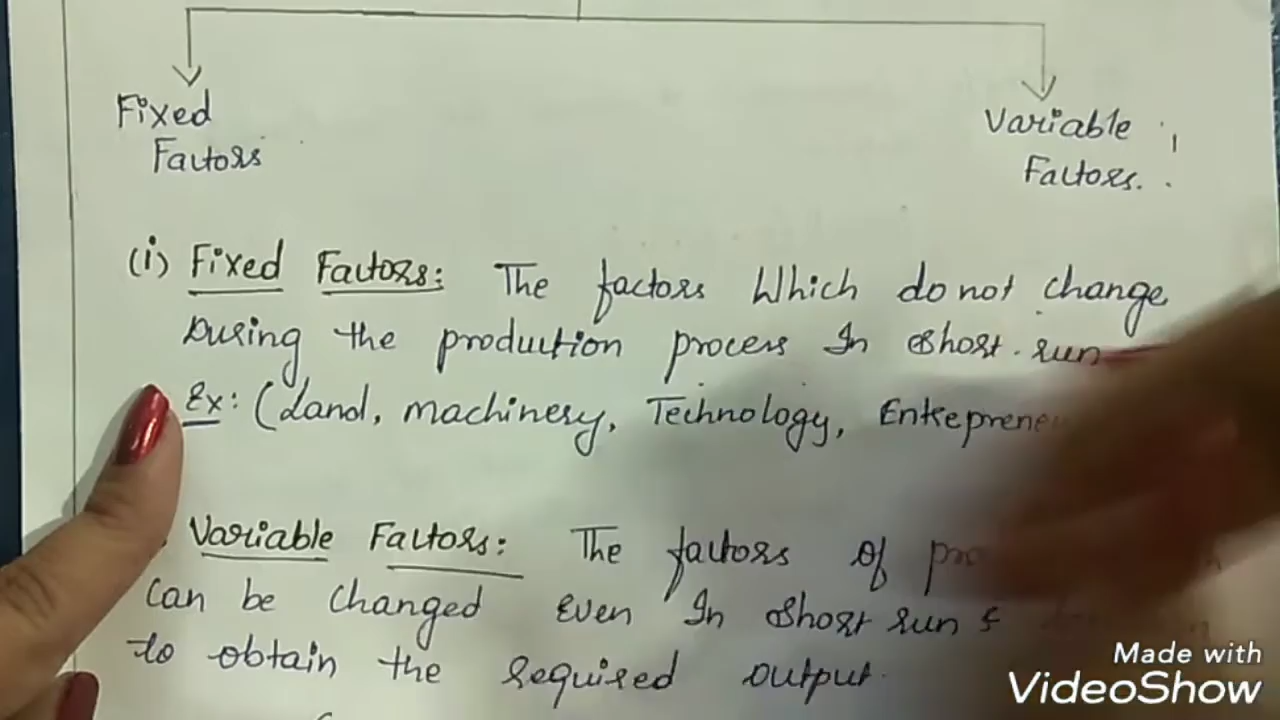 Fixed
Factors
Variable
Factors.
(i) Fixed Factors: The factors Which do not change
During the production process In Short run
Ex: (Land, machinery, Technology,
Variable Factors: The factors of
can be changed Even In Short run &
to obtain the required output.
Made with
VideoShow